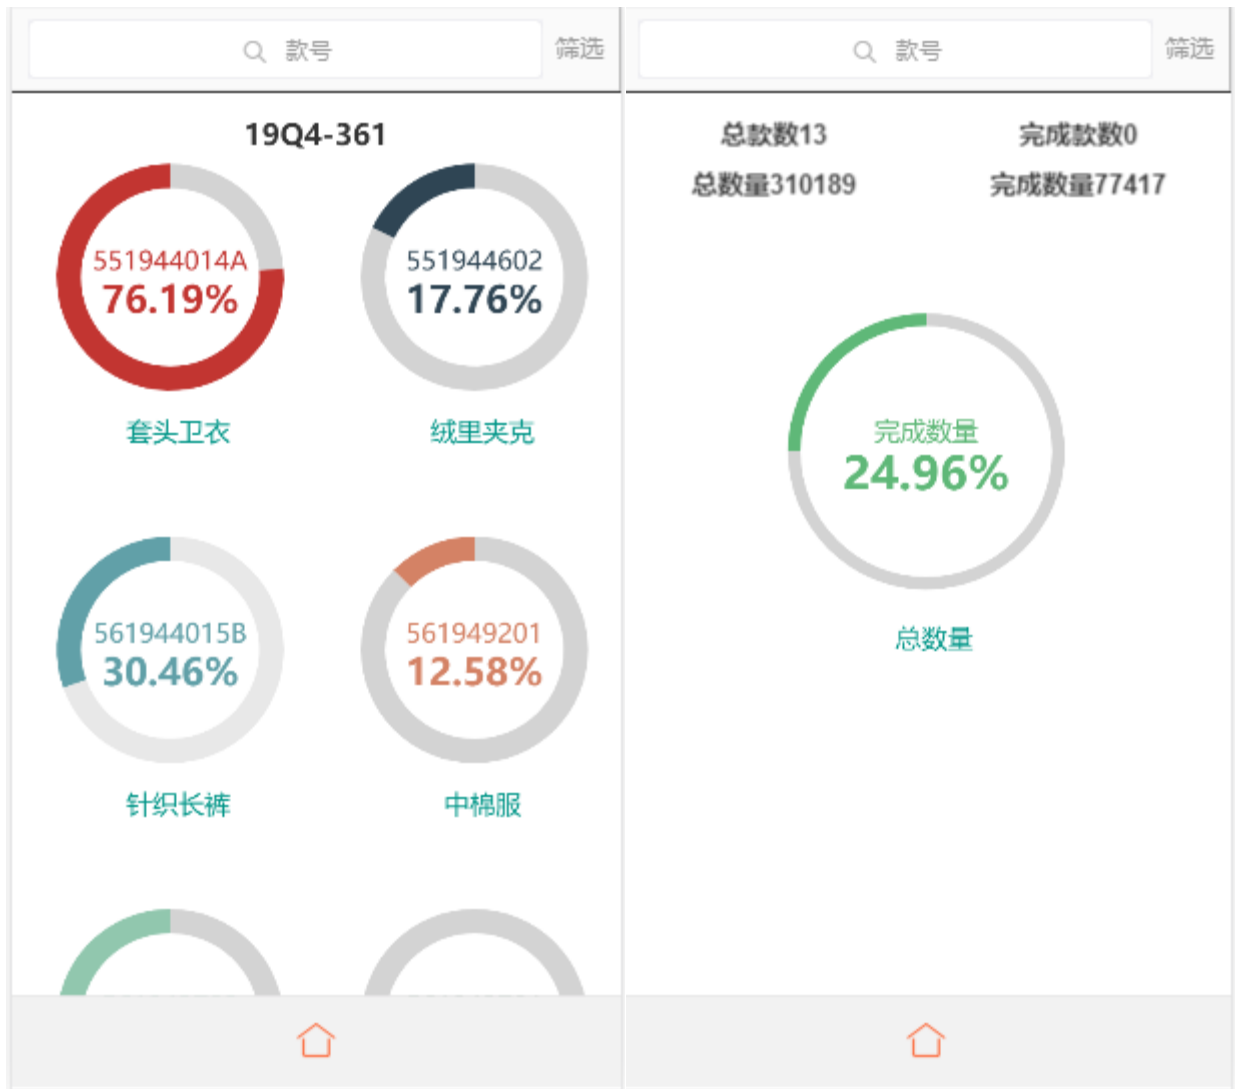 款号
筛选
19Q4-361
551944014A
76.19%
套头卫衣
551944602
17.76%
绒里夹克
561944015B
30.46%
针织长裤
561949201
12.58%
中棉服
款号
筛选
总款数13
完成款数0
总数量310189
完成数量77417
完成数量
24.96%
总数量